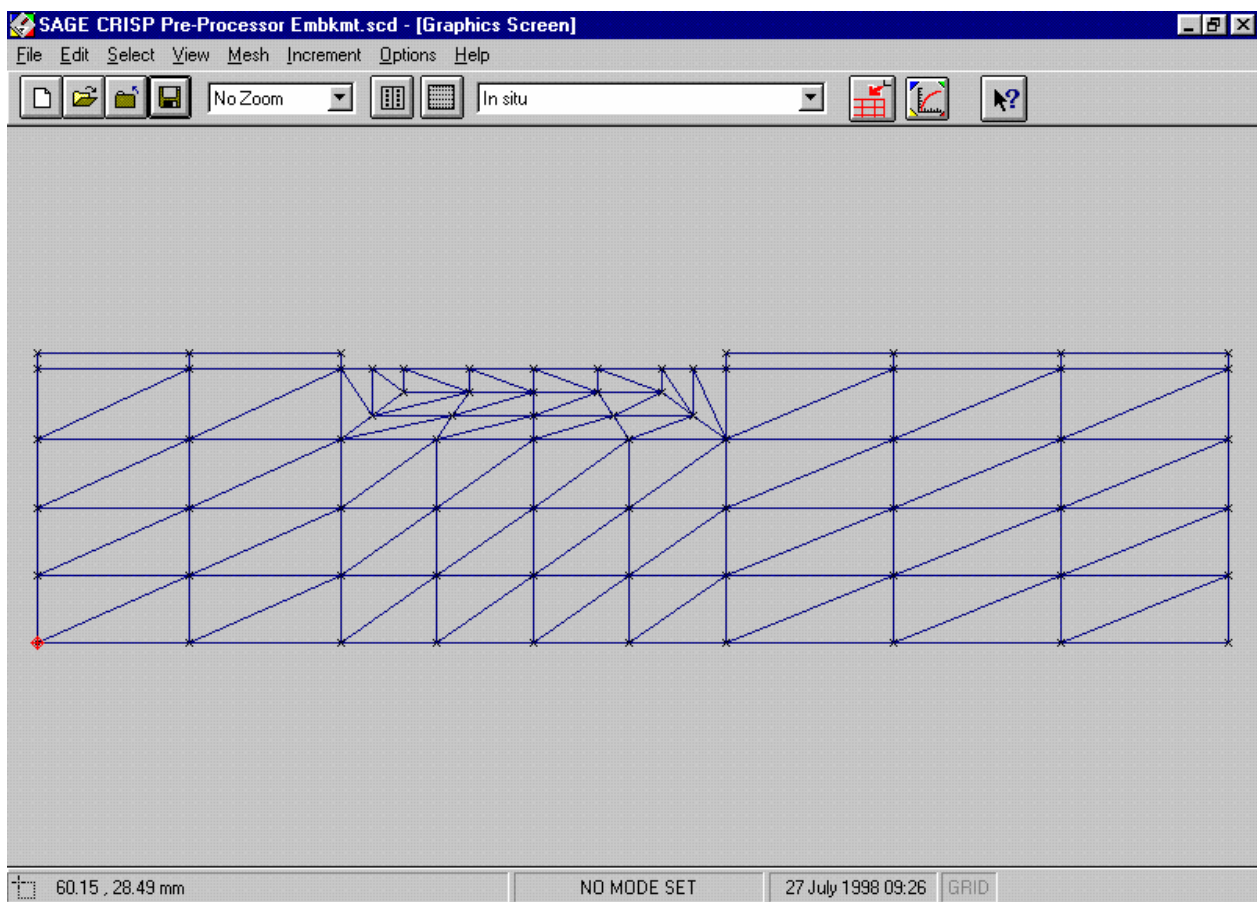 SAGE CRISP Pre-Processor Embkmt.scd - [Graphics Screen]
File Edit Select View Mesh Increment Options Help
No Zoom In situ
60.15 , 28.49 mm NO MODE SET 27 July 1998 09:26 GRID